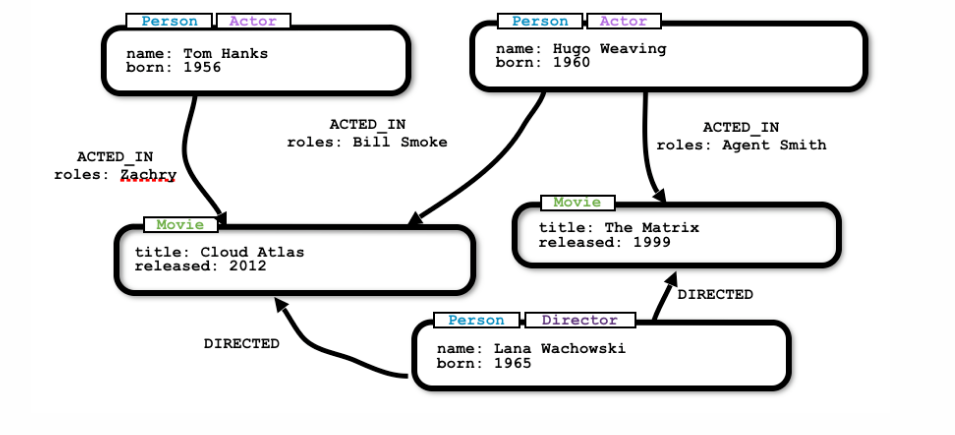 Person Actor
name: Tom Hanks
born: 1956
Person Actor
name: Hugo Weaving
born: 1960
ACTED_IN
roles: Zachry
ACTED_IN
roles: Bill Smoke
ACTED_IN
roles: Agent Smith
Movie
title: Cloud Atlas
released: 2012
Movie
title: The Matrix
released: 1999
DIRECTED
DIRECTED
Person Director
name: Lana Wachowski
born: 1965